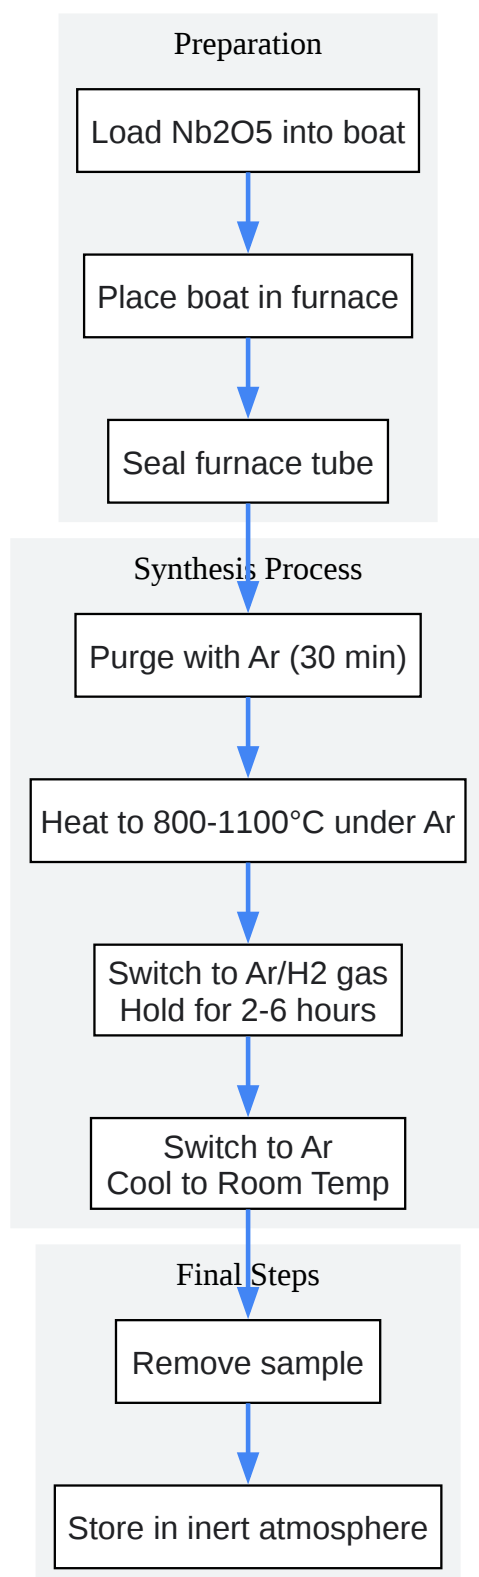 Preparation
Load Nb2O5 into boat
Place boat in furnace
Seal furnace tube
Synthesis Process
Purge with Ar (30 min)
Heat to 800-1100°C under Ar
Switch to Ar/H2 gas
Hold for 2-6 hours
Switch to Ar
Cool to Room Temp
Final Steps
Remove sample
Store in inert atmosphere